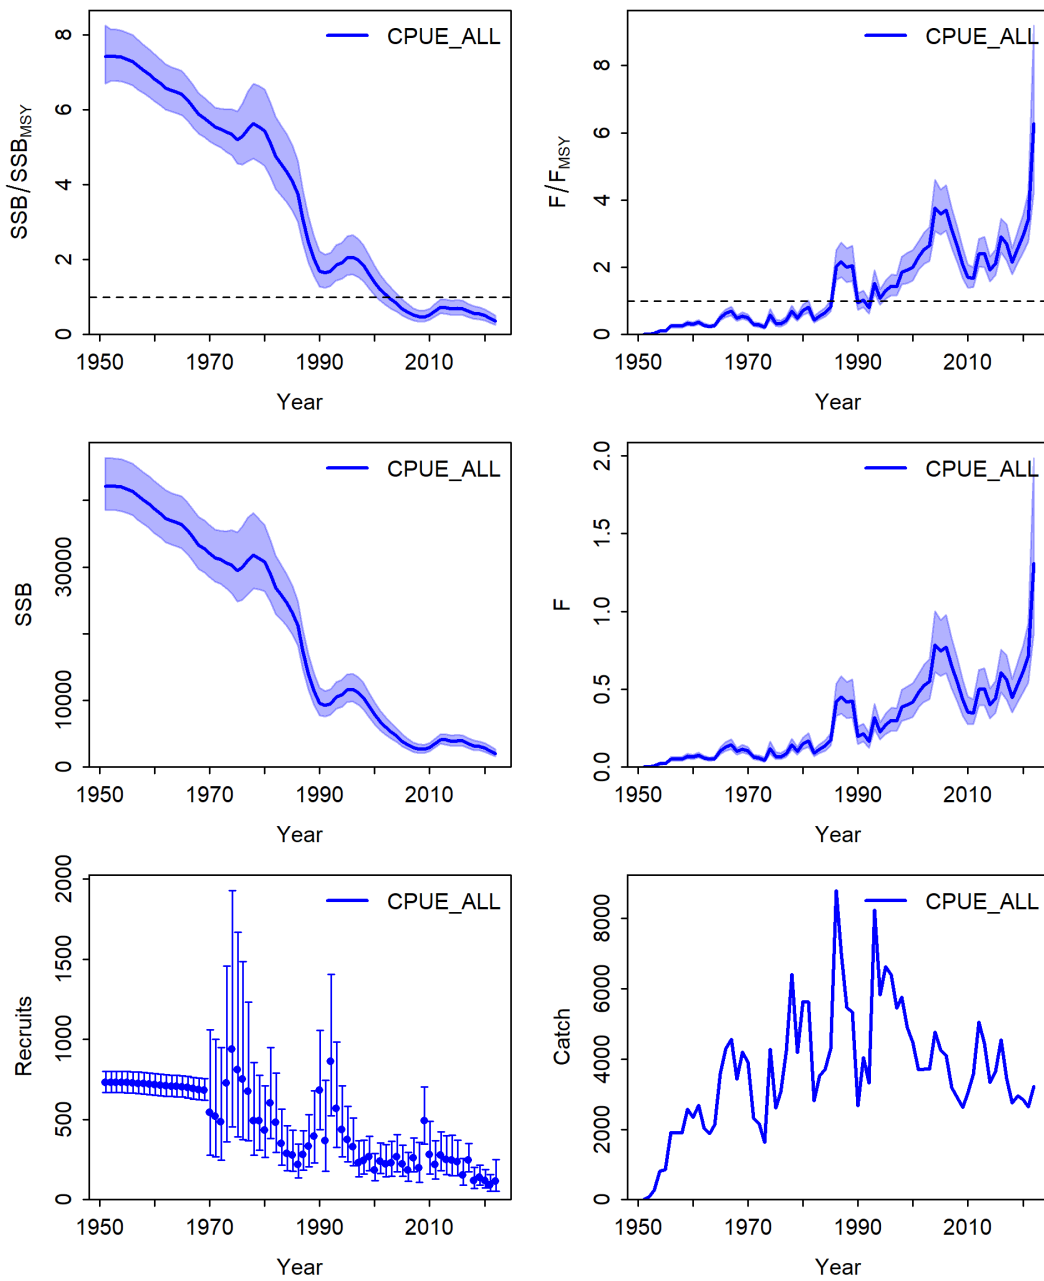 CPUE_ALL
SSB/SSB_MSY
0 2 4 6 8
1950 1970 1990 2010
Year
CPUE_ALL
F/F_MSY
0 2 4 6 8
1950 1970 1990 2010
Year
CPUE_ALL
SSB
0 10000 30000
1950 1970 1990 2010
Year
CPUE_ALL
F
0.0 0.5 1.0 1.5 2.0
1950 1970 1990 2010
Year
CPUE_ALL
Recruits
0 500 1000 1500 2000
1950 1970 1990 2010
Year
CPUE_ALL
Catch
0 2000 4000 6000 8000
1950 1970 1990 2010
Year